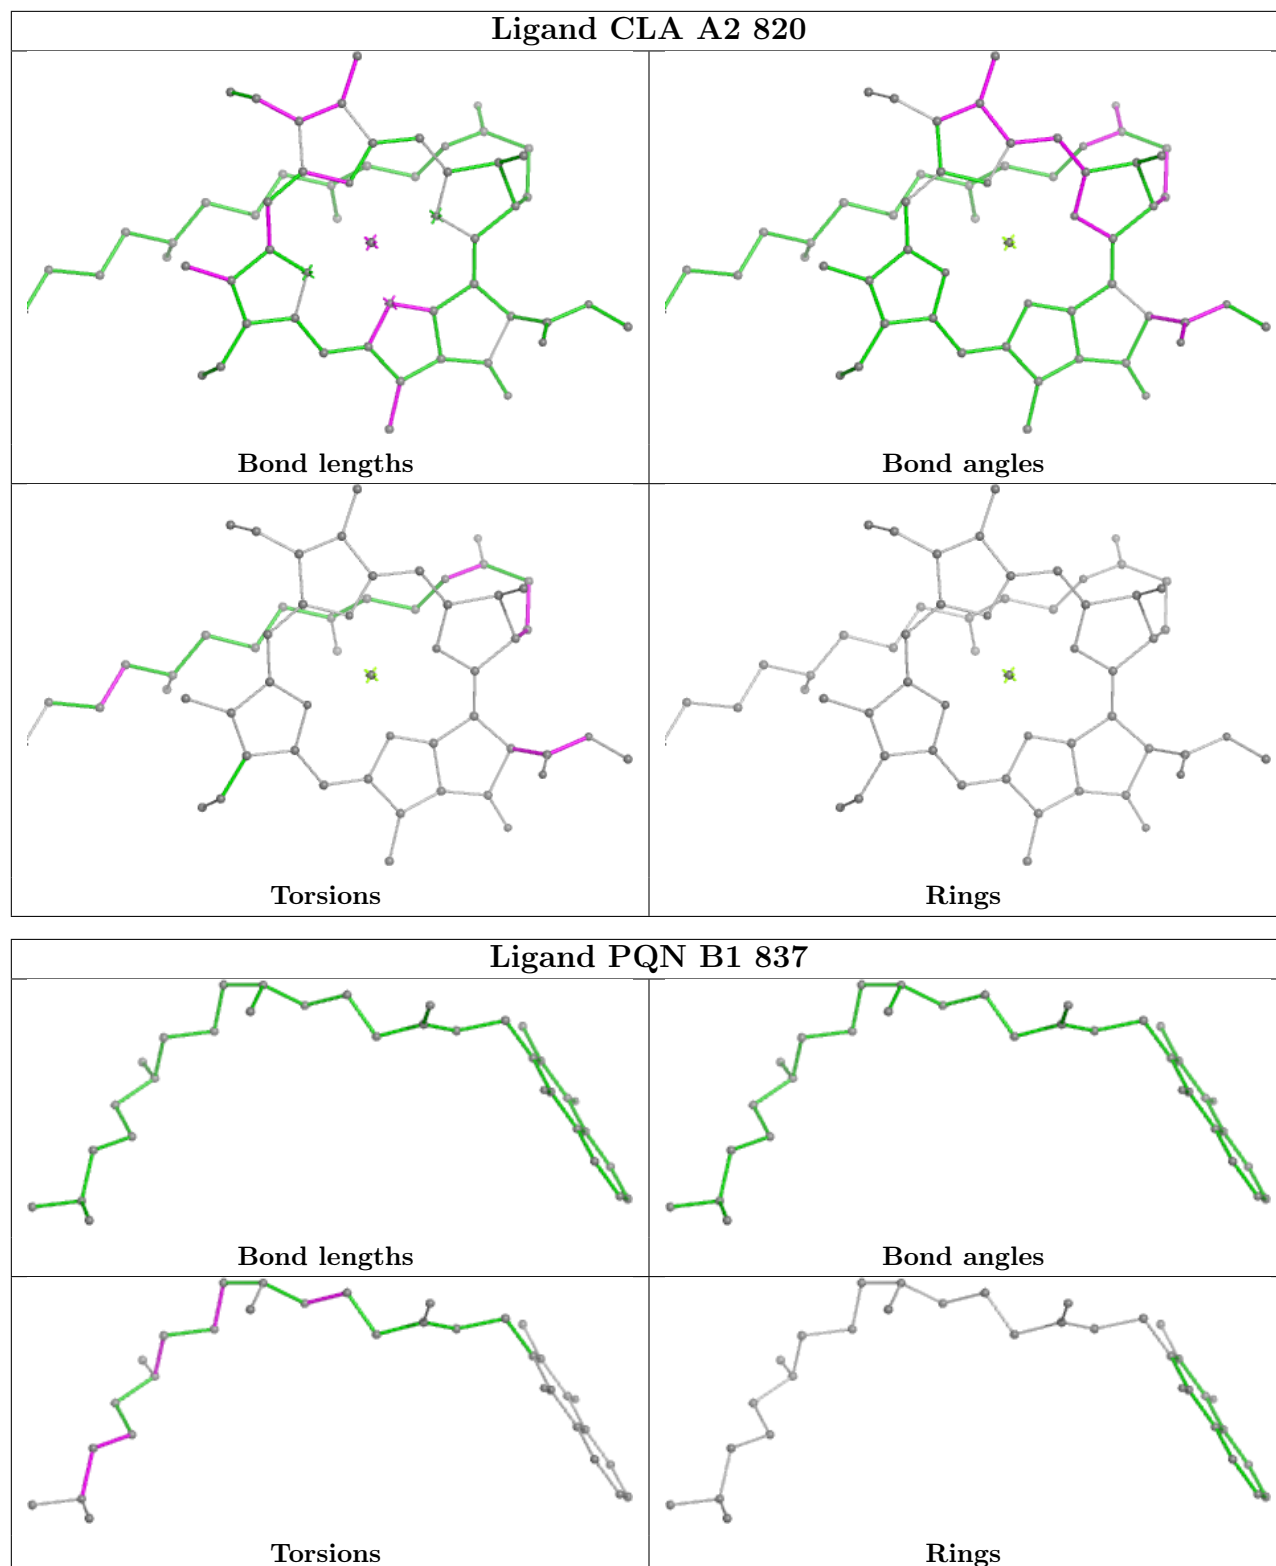 Ligand CLA A2 820
Bond lengths
Bond angles
Torsions
Rings
Ligand PQN B1 837
Bond lengths
Bond angles
Torsions
Rings